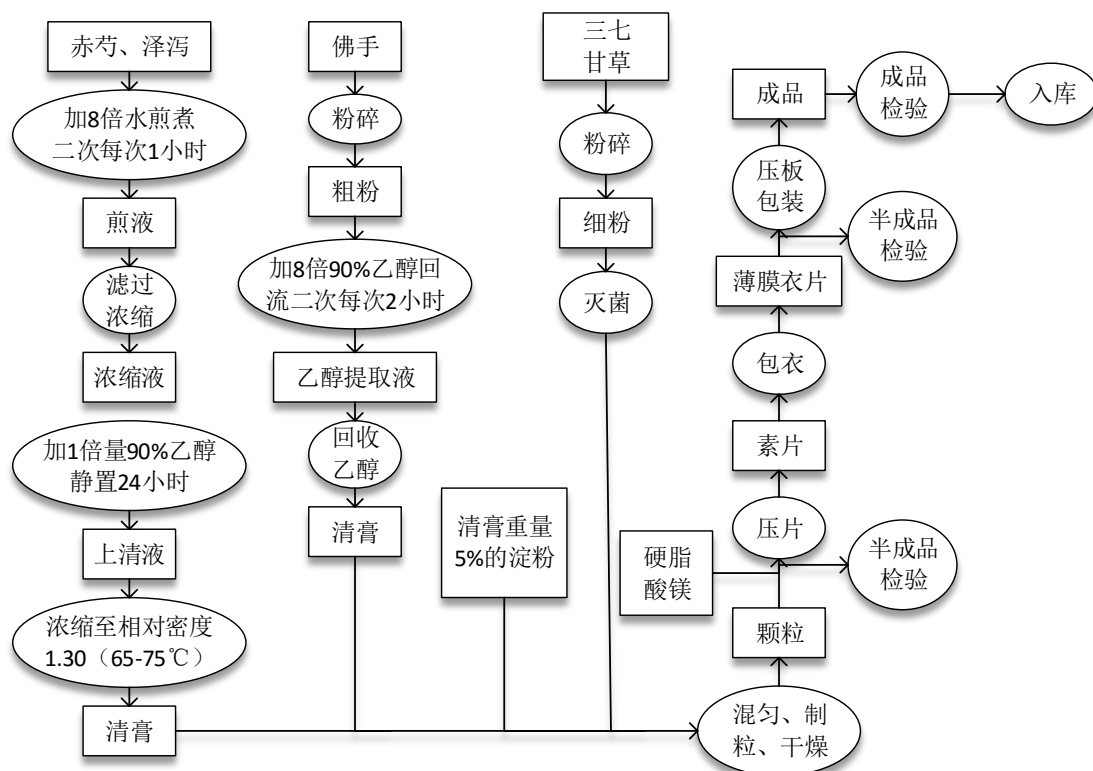 赤芍、泽泻
加8倍水煎煮
二次每次1小时
煎液
滤过
浓缩
浓缩液
加1倍量90%乙醇
静置24小时
上清液
浓缩至相对密度
1.30（65-75℃）
清膏
佛手
粉碎
粗粉
加8倍90%乙醇回
流二次每次2小时
乙醇提取液
回收
乙醇
清膏
清膏重量
5%的淀粉
三七
甘草
粉碎
细粉
灭菌
混匀、制
粒、干燥
颗粒
硬脂
酸镁
半成品
检验
压片
素片
包衣
薄膜衣片
半成品
检验
压板
包装
成品
成品
检验
入库